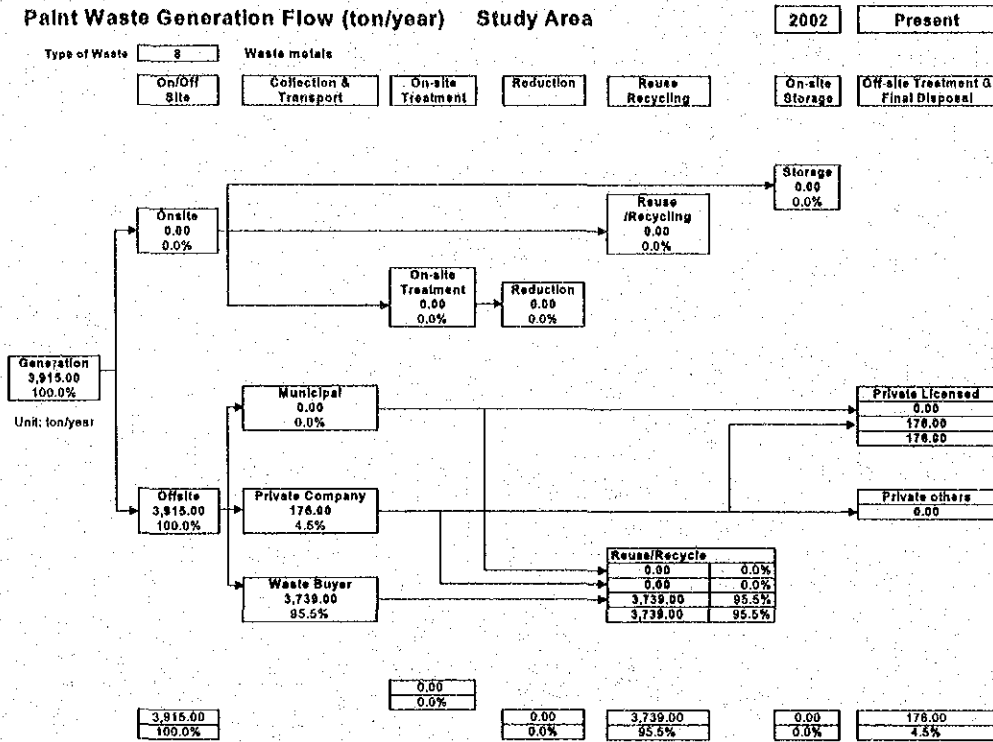 Paint Waste Generation Flow (ton/year) Study Area 2002 Present
Type of Waste 8 Waste metals
On/Off Site
Collection & Transport
On-site Treatment
Reduction
Reuse Recycling
On-site Storage
Off-site Treatment & Final Disposal
Storage
0.00
0.0%
Onsite
0.00
0.0%
Reuse
/Recycling
0.00
0.0%
On-site
Treatment
0.00
0.0%
Reduction
0.00
0.0%
Generation
3,915.00
100.0%
Unit: ton/year
Municipal
0.00
0.0%
Private Licensed
0.00
176.00
176.00
Offsite
3,915.00
100.0%
Private Company
176.00
4.5%
Private others
0.00
Waste Buyer
3,739.00
95.5%
Reuse/Recycle
0.00 0.0%
0.00 0.0%
3,739.00 95.5%
3,739.00 95.5%
0.00
0.0%
3,915.00 0.00 3,739.00 0.00 176.00
100.0% 0.0% 95.5% 0.0% 4.5%